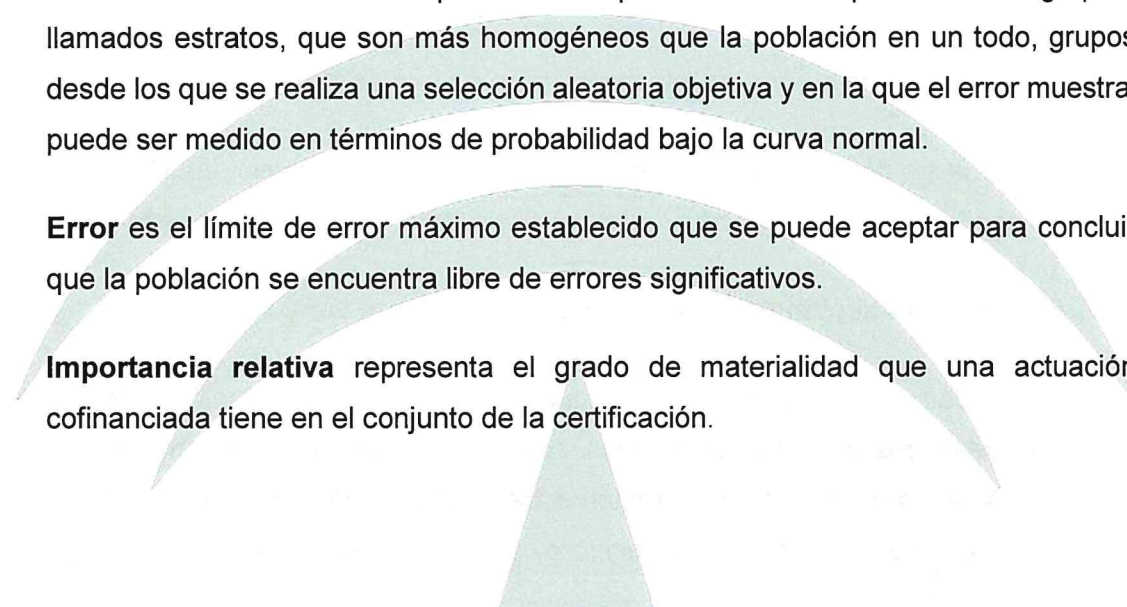 llamados estratos, que son más homogéneos que la población en un todo, grupos
desde los que se realiza una selección aleatoria objetiva y en la que el error muestra
puede ser medido en términos de probabilidad bajo la curva normal.
Error es el límite de error máximo establecido que se puede aceptar para conclui
que la población se encuentra libre de errores significativos.
Importancia relativa representa el grado de materialidad que una actuación
cofinanciada tiene en el conjunto de la certificación.